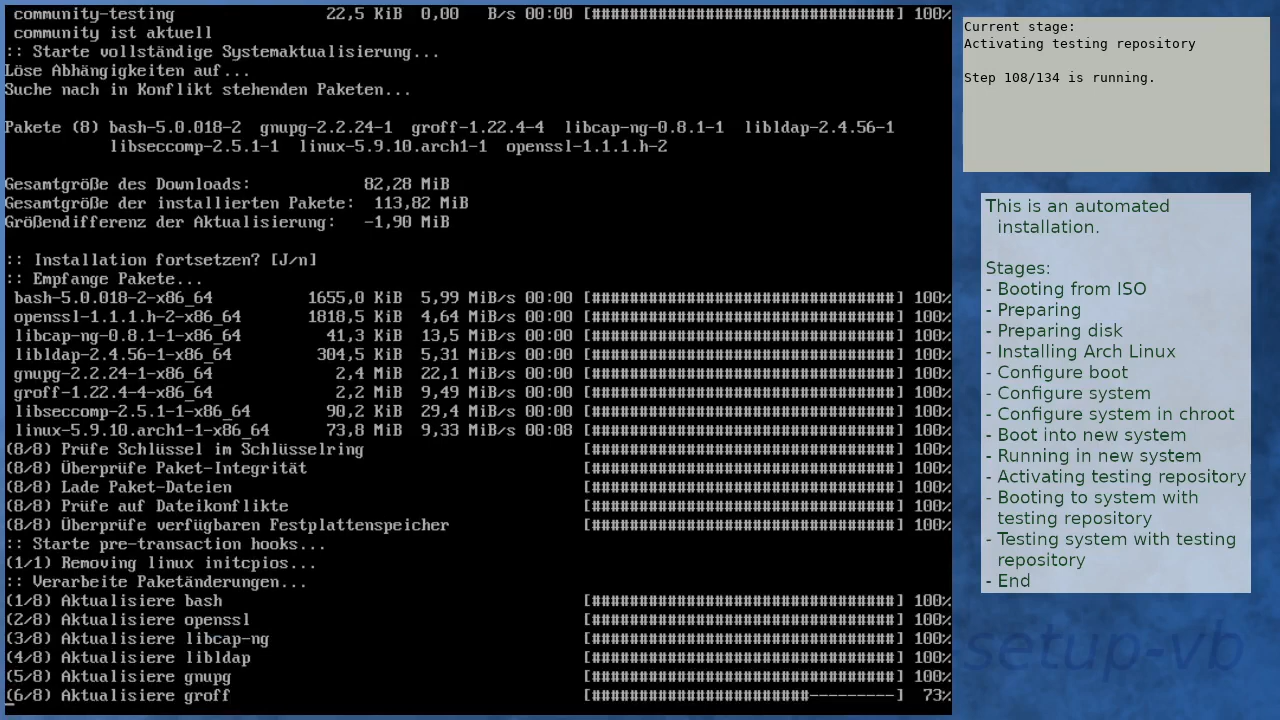 community-testing 22,5 KiB 0,00 B/s 00:00 [################################] 100%
community ist aktuell
:: Starte vollständige Systemaktualisierung...
Löse Abhängigkeiten auf...
Suche nach in Konflikt stehenden Paketen...
Pakete (8) bash-5.0.018-2 gnupg-2.2.24-1 groff-1.22.4-4 libcap-ng-0.8.1-1 libldap-2.4.56-1
libseccomp-2.5.1-1 linux-5.9.10.arch1-1 openssl-1.1.1.h-2
Gesamtgröße des Downloads: 82,28 MiB
Gesamtgröße der installierten Pakete: 113,82 MiB
Größendifferenz der Aktualisierung: -1,90 MiB
:: Installation fortsetzen? [J/n]
:: Empfange Pakete...
bash-5.0.018-2-x86_64 1655,0 KiB 5,99 MiB/s 00:00 [################################] 100%
openssl-1.1.1.h-2-x86_64 1818,5 KiB 4,64 MiB/s 00:00 [################################] 100%
libcap-ng-0.8.1-1-x86_64 41,3 KiB 13,5 MiB/s 00:00 [################################] 100%
libldap-2.4.56-1-x86_64 304,5 KiB 5,31 MiB/s 00:00 [################################] 100%
gnupg-2.2.24-1-x86_64 2,4 MiB 22,1 MiB/s 00:00 [################################] 100%
groff-1.22.4-4-x86_64 2,2 MiB 9,49 MiB/s 00:00 [################################] 100%
libseccomp-2.5.1-1-x86_64 90,2 KiB 29,4 MiB/s 00:00 [################################] 100%
linux-5.9.10.arch1-1-x86_64 73,8 MiB 9,33 MiB/s 00:08 [################################] 100%
(8/8) Prüfe Schlüssel im Schlüsselring [################################] 100%
(8/8) Überprüfe Paket-Integrität [################################] 100%
(8/8) Lade Paket-Dateien [################################] 100%
(8/8) Prüfe auf Dateikonflikte [################################] 100%
(8/8) Überprüfe verfügbaren Festplattenspeicher [################################] 100%
:: Starte pre-transaction hooks...
(1/1) Removing linux initcpios...
:: Verarbeite Paketänderungen...
(1/8) Aktualisiere bash [################################] 100%
(2/8) Aktualisiere openssl [################################] 100%
(3/8) Aktualisiere libcap-ng [################################] 100%
(4/8) Aktualisiere libldap [################################] 100%
(5/8) Aktualisiere gnupg [################################] 100%
(6/8) Aktualisiere groff [#######################---------] 73%
Current stage:
Activating testing repository
Step 108/134 is running.
This is an automated
installation.
Stages:
- Booting from ISO
- Preparing
- Preparing disk
- Installing Arch Linux
- Configure boot
- Configure system
- Configure system in chroot
- Boot into new system
- Running in new system
- Activating testing repository
- Booting to system with
testing repository
- Testing system with testing
repository
- End
setup-vb